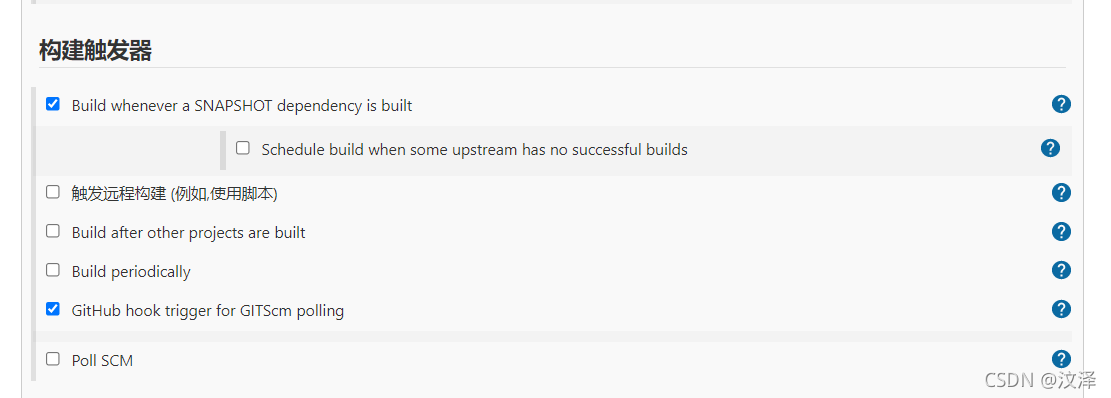 构建触发器
Build whenever a SNAPSHOT dependency is built
Schedule build when some upstream has no successful builds
触发远程构建 (例如,使用脚本)
Build after other projects are built
Build periodically
GitHub hook trigger for GITScm polling
Poll SCM
CSDN @汶泽